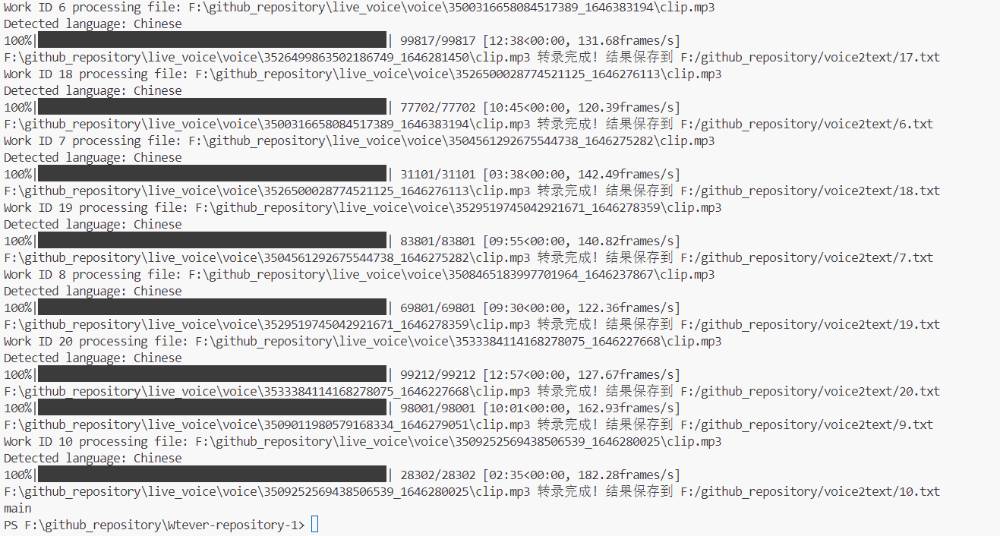 Work ID 6 processing file: F:\github_repository\live_voice\voice\3500316658084517389_1646383194\clip.mp3
Detected language: Chinese
100%|██████████| 99817/99817 [12:38<00:00, 131.68frames/s]
F:\github_repository\live_voice\voice\3526499863502186749_1646281450\clip.mp3 转录完成! 结果保存到 F:/github_repository/voice2text/17.txt
Work ID 18 processing file: F:\github_repository\live_voice\voice\3526500028774521125_1646276113\clip.mp3
Detected language: Chinese
100%|██████████| 77702/77702 [10:45<00:00, 120.39frames/s]
F:\github_repository\live_voice\voice\3500316658084517389_1646383194\clip.mp3 转录完成! 结果保存到 F:/github_repository/voice2text/6.txt
Work ID 7 processing file: F:\github_repository\live_voice\voice\3504561292675544738_1646275282\clip.mp3
Detected language: Chinese
100%|██████████| 31101/31101 [03:38<00:00, 142.49frames/s]
F:\github_repository\live_voice\voice\3526500028774521125_1646276113\clip.mp3 转录完成! 结果保存到 F:/github_repository/voice2text/18.txt
Work ID 19 processing file: F:\github_repository\live_voice\voice\3529519745042921671_1646278359\clip.mp3
Detected language: Chinese
100%|██████████| 83801/83801 [09:55<00:00, 140.82frames/s]
F:\github_repository\live_voice\voice\3504561292675544738_1646275282\clip.mp3 转录完成! 结果保存到 F:/github_repository/voice2text/7.txt
Work ID 8 processing file: F:\github_repository\live_voice\voice\3508465183997701964_1646237867\clip.mp3
Detected language: Chinese
100%|██████████| 69801/69801 [09:30<00:00, 122.36frames/s]
F:\github_repository\live_voice\voice\3529519745042921671_1646278359\clip.mp3 转录完成! 结果保存到 F:/github_repository/voice2text/19.txt
Work ID 20 processing file: F:\github_repository\live_voice\voice\3533384114168278075_1646227668\clip.mp3
Detected language: Chinese
100%|██████████| 99212/99212 [12:57<00:00, 127.67frames/s]
F:\github_repository\live_voice\voice\3533384114168278075_1646227668\clip.mp3 转录完成! 结果保存到 F:/github_repository/voice2text/20.txt
100%|██████████| 98001/98001 [10:01<00:00, 162.93frames/s]
F:\github_repository\live_voice\voice\3509011980579168334_1646279051\clip.mp3 转录完成! 结果保存到 F:/github_repository/voice2text/9.txt
Work ID 10 processing file: F:\github_repository\live_voice\voice\3509252569438506539_1646280025\clip.mp3
Detected language: Chinese
100%|██████████| 28302/28302 [02:35<00:00, 182.28frames/s]
F:\github_repository\live_voice\voice\3509252569438506539_1646280025\clip.mp3 转录完成! 结果保存到 F:/github_repository/voice2text/10.txt
main
PS F:\github_repository\Wtever-repository-1>